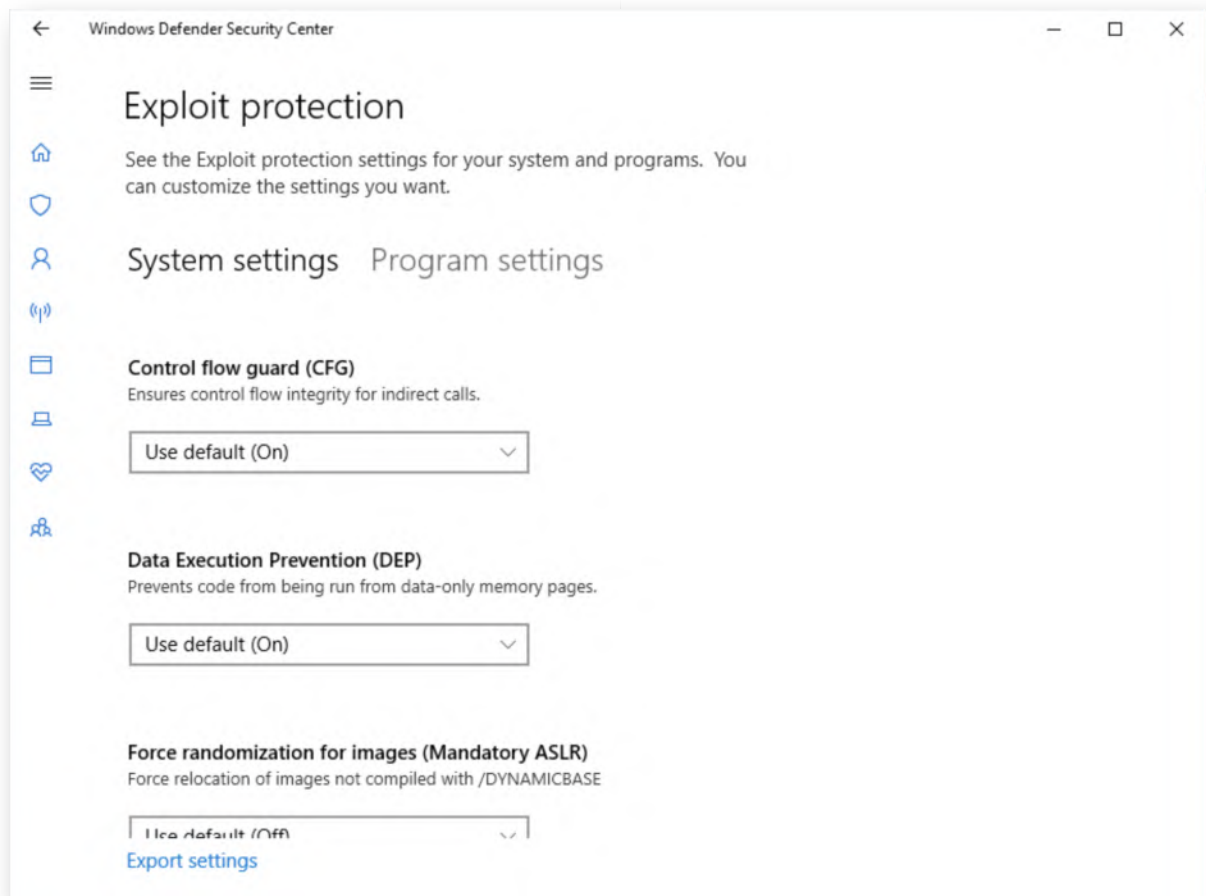 Windows Defender Security Center
Exploit protection
See the Exploit protection settings for your system and programs. You
can customize the settings you want.
System settings Program settings
Control flow guard (CFG)
Ensures control flow integrity for indirect calls.
Use default (On)
Data Execution Prevention (DEP)
Prevents code from being run from data-only memory pages.
Use default (On)
Force randomization for images (Mandatory ASLR)
Force relocation of images not compiled with /DYNAMICBASE
Use default (Off)
Export settings